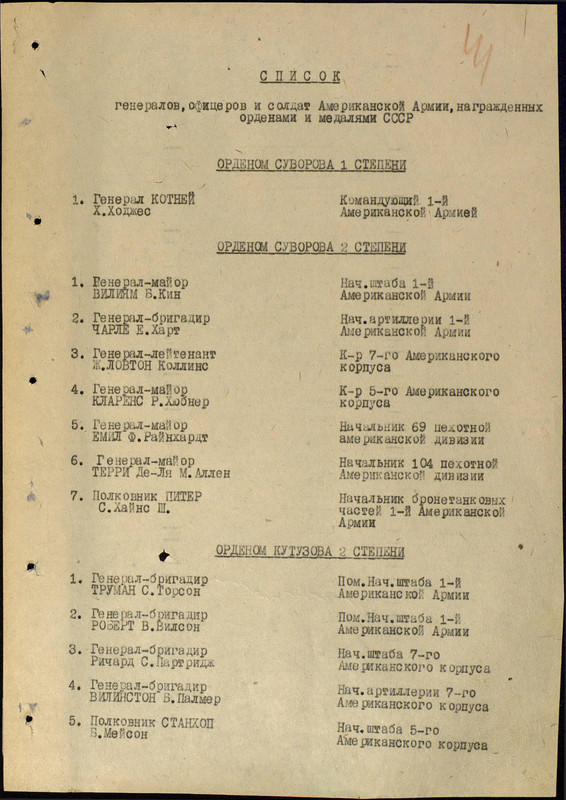 41
С П И С О К
генералов, офицеров и солдат Американской Армии, награжденных
орденами и медалями СССР
ОРДЕНОМ СУВОРОВА 1 СТЕПЕНИ
1. Генерал КОТНЕЙ Командующий 1-й
Х.Ходжес Американской Армией
ОРДЕНОМ СУВОРОВА 2 СТЕПЕНИ
1. Генерал-майор Нач.штаба 1-й
ВИЛИЯМ Б.Кин Американской Армии
2. Генерал-бригадир Нач.артиллерии 1-й
ЧАРЛЕ Е.Харт Американской Армии
3. Генерал-лейтенант К-р 7-го Американского
Ж.ЛОВТОН Коллинс корпуса
4. Генерал-майор К-р 5-го Американского
КЛАРЕНС Р.Хюбнер корпуса
5. Генерал-майор Начальник 69 пехотной
ЕМИЛ Ф.Райнхардт американской дивизии
6. Генерал-майор Начальник 104 пехотной
ТЕРРИ Де-Ля М.Аллен Американской дивизии
7. Полковник ПИТЕР Начальник бронетанковых
С.Хайнс Ш. частей 1-й Американской
Армии
ОРДЕНОМ КУТУЗОВА 2 СТЕПЕНИ
1. Генерал-бригадир Пом.Нач.штаба 1-й
ТРУМАН С.Торсон Американской Армии
2. Генерал-бригадир Пом.Нач.штаба 1-й
РОБЕРТ В.Вилсон Американской Армии
3. Генерал-бригадир Нач.штаба 7-го
Ричард С.Партридж Американского корпуса
4. Генерал-бригадир Нач.артиллерии 7-го
ВИЛИНСТОН Б.Палмер Американского корпуса
5. Полковник СТАНХОП Нач.штаба 5-го
Б.Мейсон Американского корпуса